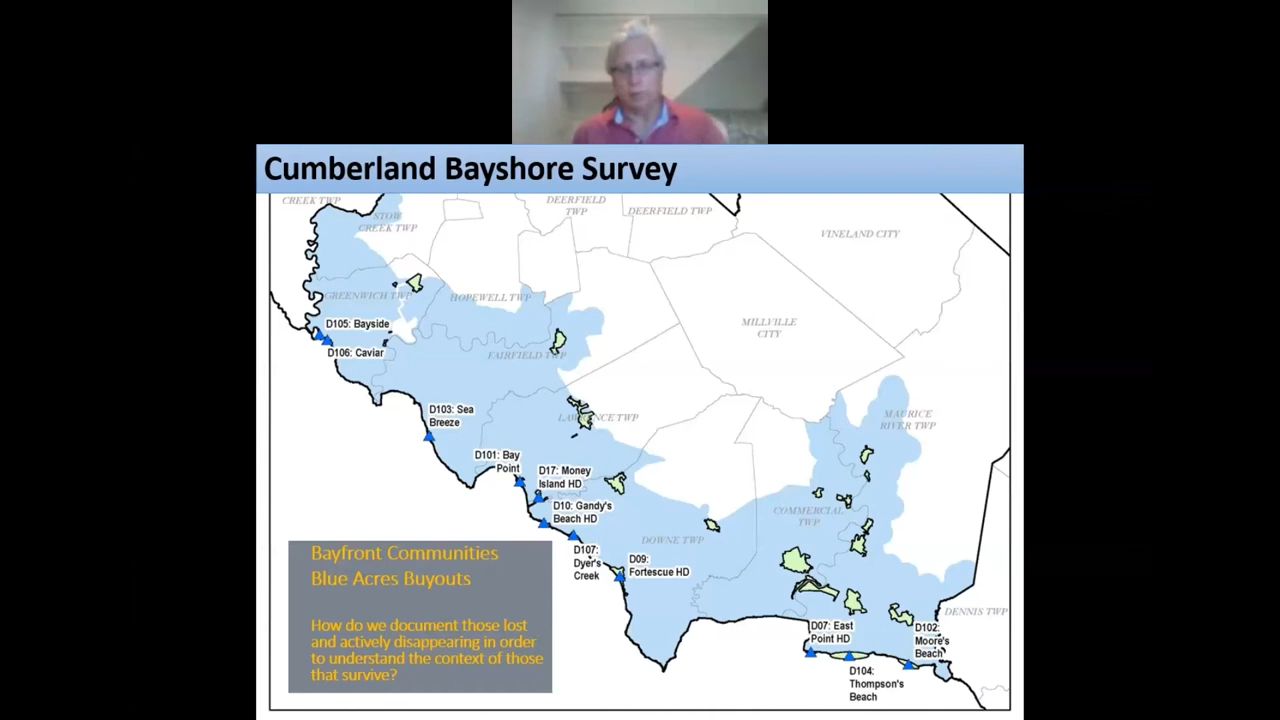 Cumberland Bayshore Survey
CREEK TWP
STOW
CREEK TWP
DEERFIELD
TWP
DEERFIELD TWP
VINELAND CITY
GREENWICH TWP
HOPEWELL TWP
D105: Bayside
D106: Caviar
MILLVILLE
CITY
FAIRFIELD TWP
D103: Sea
Breeze
LAWRENCE TWP
MAURICE
RIVER TWP
D101: Bay
Point
D17: Money
Island HD
D10: Gandy's
Beach HD
COMMERCIAL
TWP
DOWNE TWP
D107:
Dyer's
Creek
D09:
Fortescue HD
DENNIS TWP
D07: East
Point HD
D102:
Moore's
Beach
D104:
Thompson's
Beach
Bayfront Communities
Blue Acres Buyouts
How do we document those lost
and actively disappearing in order
to understand the context of those
that survive?